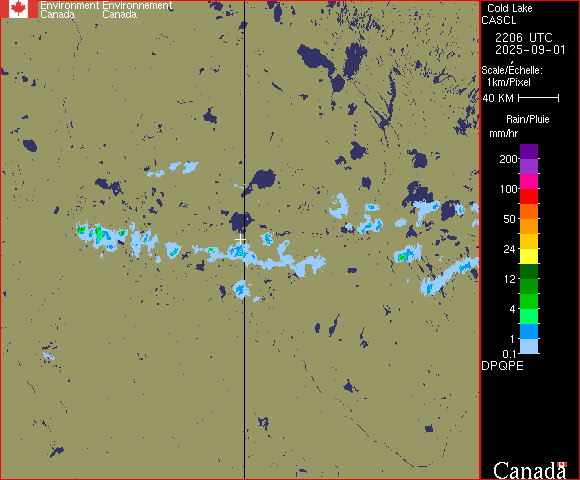 Environment Environnement
Canada Canada
Cold Lake
CASCL
2206 UTC
2025-09-01
Scale/Échelle:
1km/Pixel
40 KM
Rain/Pluie
mm/hr
200
100
50
24
12
4
1
0.1
DPQPE
Canada